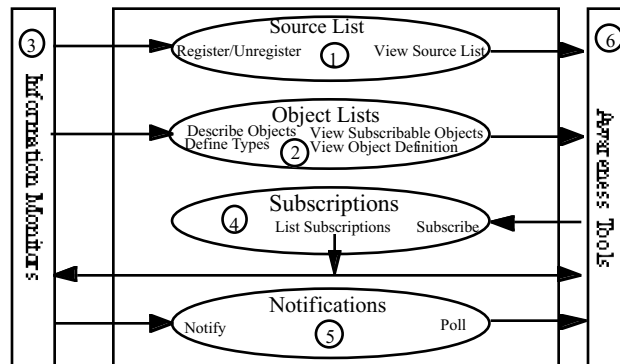 3
Information Monitors
Source List
Register/Unregister
View Source List
1
Object Lists
Describe Objects
View Subscribable Objects
Define Types
View Object Definition
2
Subscriptions
4
List Subscriptions
Subscribe
Notifications
Notify
Poll
5
6
Awareness Tools